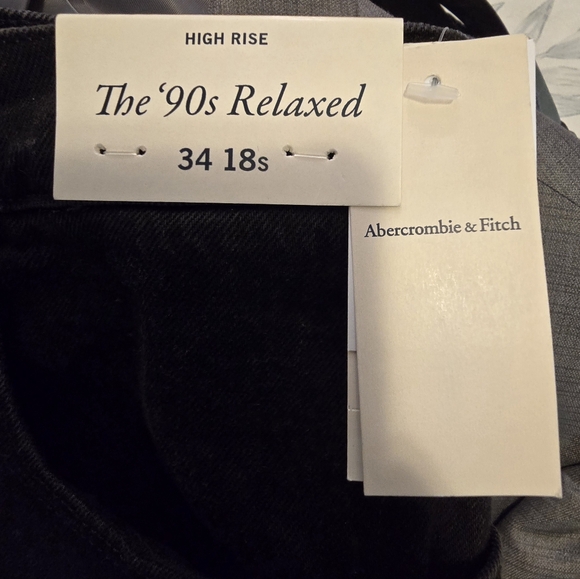 HIGH RISE
The ‘90s Relaxed
34 18s
Abercrombie & Fitch